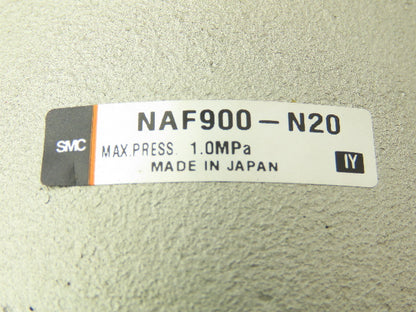 NAF900-N20
SMC
MAX.PRESS. 1.0MPa
MADE IN JAPAN
IY